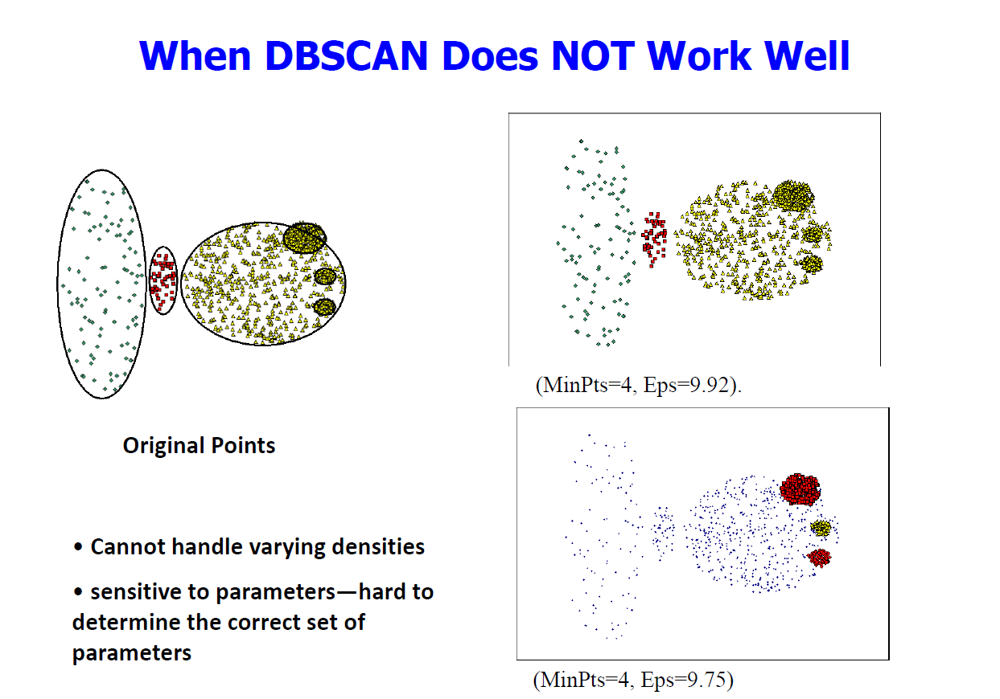 When DBSCAN Does NOT Work Well
Original Points
• Cannot handle varying densities
• sensitive to parameters—hard to
determine the correct set of
parameters
(MinPts=4, Eps=9.92).
(MinPts=4, Eps=9.75)